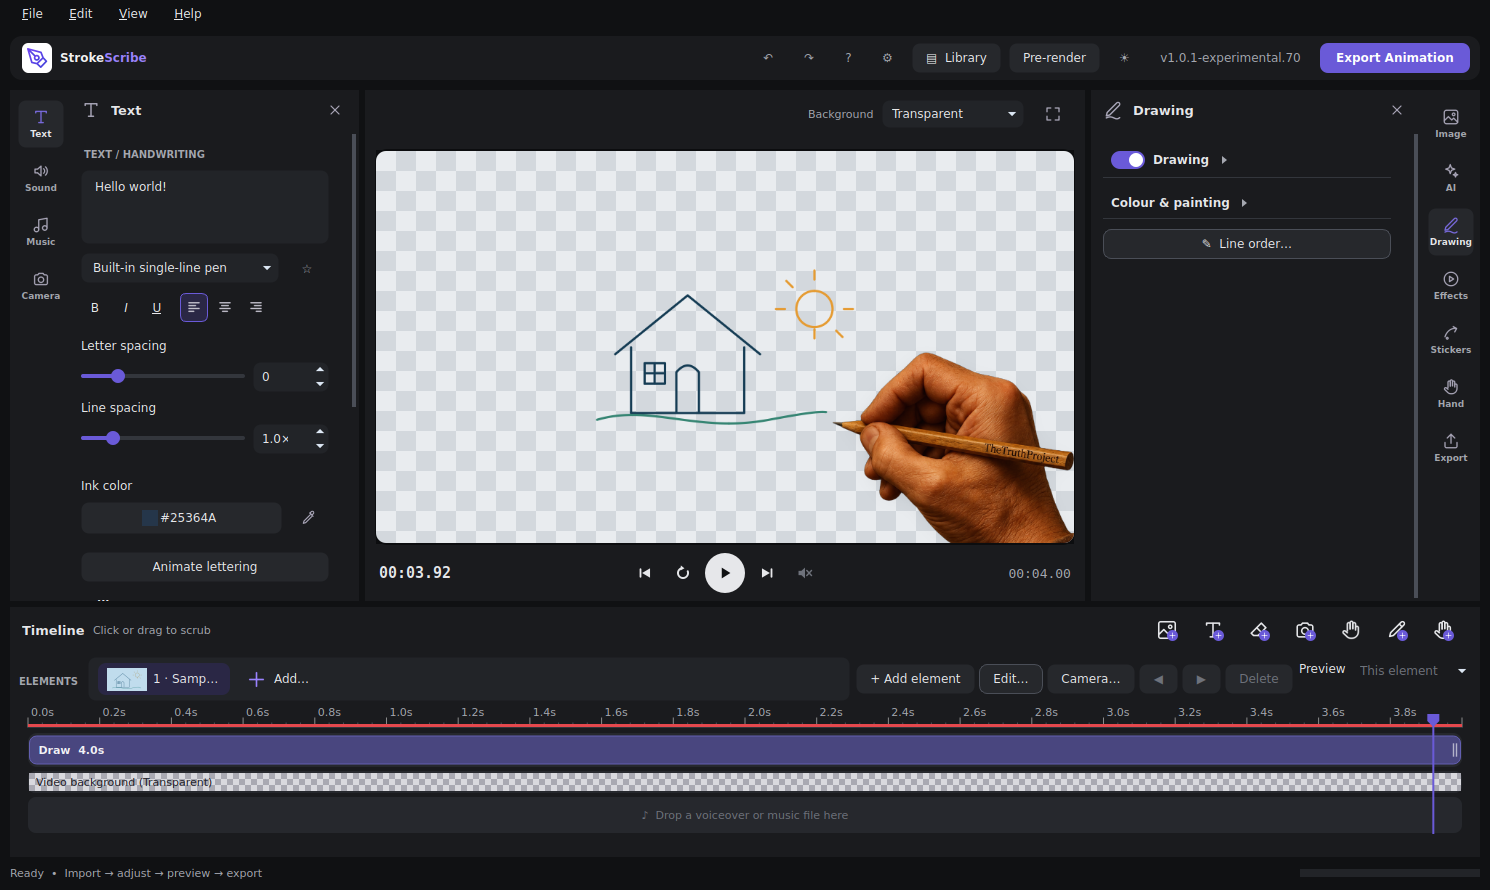 File Edit View Help
StrokeScribe
? Library Pre-render v1.0.1-experimental.70 Export Animation
Text
Sound
Music
Camera
Text
TEXT / HANDWRITING
Hello world!
Built-in single-line pen
B I U
Letter spacing
0
Line spacing
1.0×
Ink color
#25364A
Animate lettering
Background Transparent
TheTruthProject
00:03.92
00:04.00
Drawing
Drawing
Colour & painting
Line order...
Image
AI
Drawing
Effects
Stickers
Hand
Export
Timeline Click or drag to scrub
ELEMENTS 1 · Samp... Add... + Add element Edit... Camera... Delete Preview This element
0.0s 0.2s 0.4s 0.6s 0.8s 1.0s 1.2s 1.4s 1.6s 1.8s 2.0s 2.2s 2.4s 2.6s 2.8s 3.0s 3.2s 3.4s 3.6s 3.8s
Draw 4.0s
Video background (Transparent)
♪ Drop a voiceover or music file here
Ready • Import → adjust → preview → export